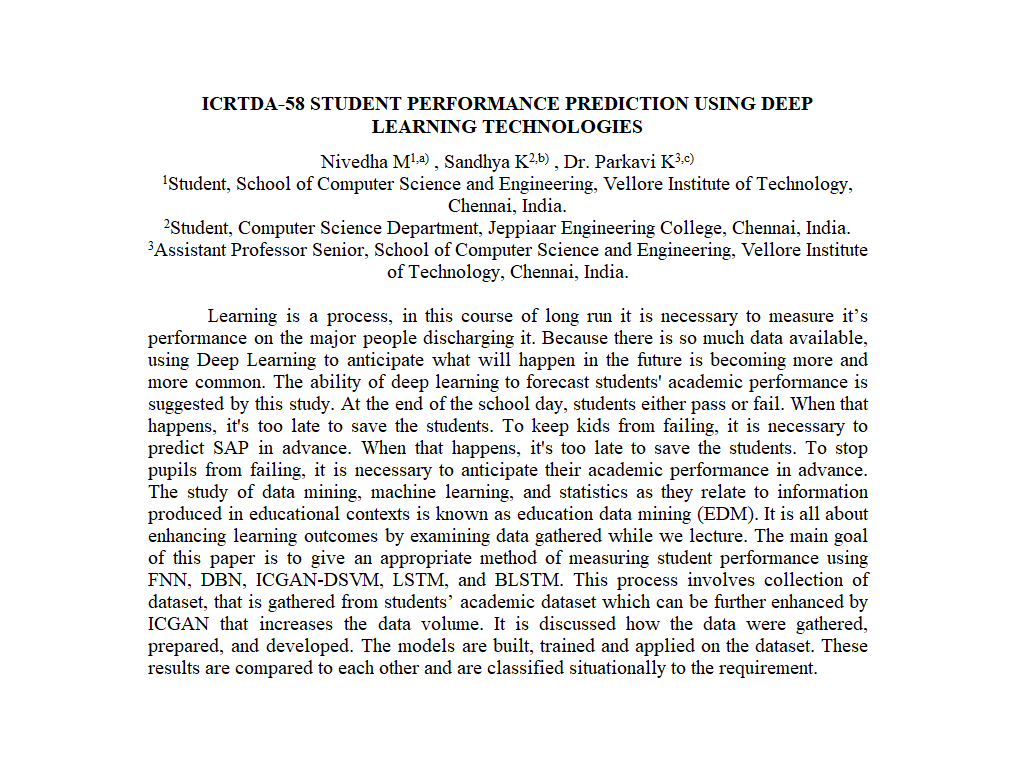 ICRTDA-58 STUDENT PERFORMANCE PREDICTION USING DEEP
LEARNING TECHNOLOGIES
Nivedha M1,a) , Sandhya K2,b) , Dr. Parkavi K3,c)
1Student, School of Computer Science and Engineering, Vellore Institute of Technology,
Chennai, India.
2Student, Computer Science Department, Jeppiaar Engineering College, Chennai, India.
3Assistant Professor Senior, School of Computer Science and Engineering, Vellore Institute
of Technology, Chennai, India.
Learning is a process, in this course of long run it is necessary to measure it’s
performance on the major people discharging it. Because there is so much data available,
using Deep Learning to anticipate what will happen in the future is becoming more and
more common. The ability of deep learning to forecast students' academic performance is
suggested by this study. At the end of the school day, students either pass or fail. When that
happens, it's too late to save the students. To keep kids from failing, it is necessary to
predict SAP in advance. When that happens, it's too late to save the students. To stop
pupils from failing, it is necessary to anticipate their academic performance in advance.
The study of data mining, machine learning, and statistics as they relate to information
produced in educational contexts is known as education data mining (EDM). It is all about
enhancing learning outcomes by examining data gathered while we lecture. The main goal
of this paper is to give an appropriate method of measuring student performance using
FNN, DBN, ICGAN-DSVM, LSTM, and BLSTM. This process involves collection of
dataset, that is gathered from students’ academic dataset which can be further enhanced by
ICGAN that increases the data volume. It is discussed how the data were gathered,
prepared, and developed. The models are built, trained and applied on the dataset. These
results are compared to each other and are classified situationally to the requirement.